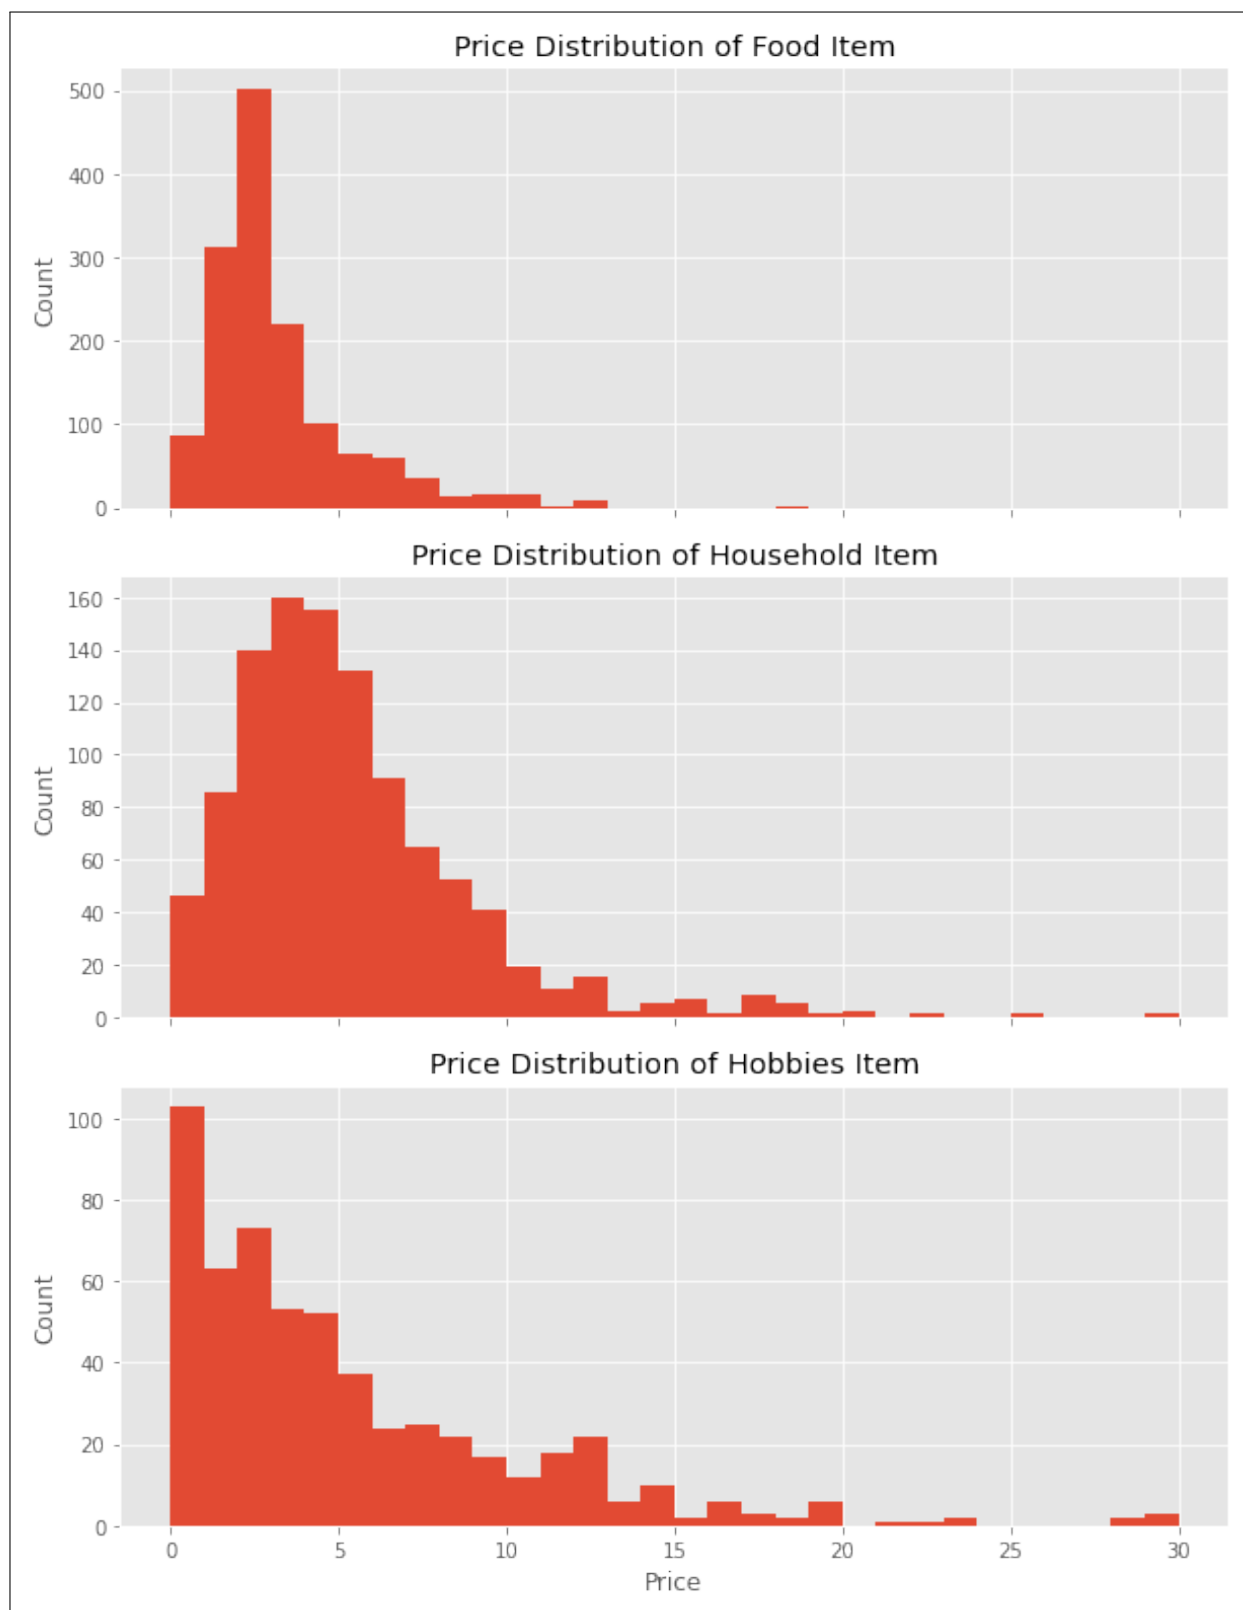 Price Distribution of Food Item
500
400
300
200
100
0
Count
Price Distribution of Household Item
160
140
120
100
80
60
40
20
0
Count
Price Distribution of Hobbies Item
100
80
60
40
20
0
Count
0 5 10 15 20 25 30
Price